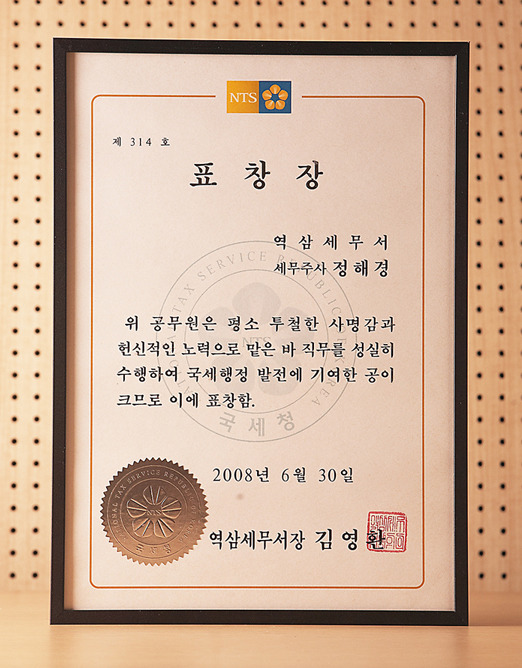 NTS
제 314 호
표 창 장
역 삼 세 무 서
세무주사 정해경
위 공무원은 평소 투철한 사명감과
헌신적인 노력으로 맡은 바 직무를 성실히
수행하여 국세행정 발전에 기여한 공이
크므로 이에 표창함.
NTS
국세청
2008년 6월 30일
역삼세무서장 김영환
NTS
국세청